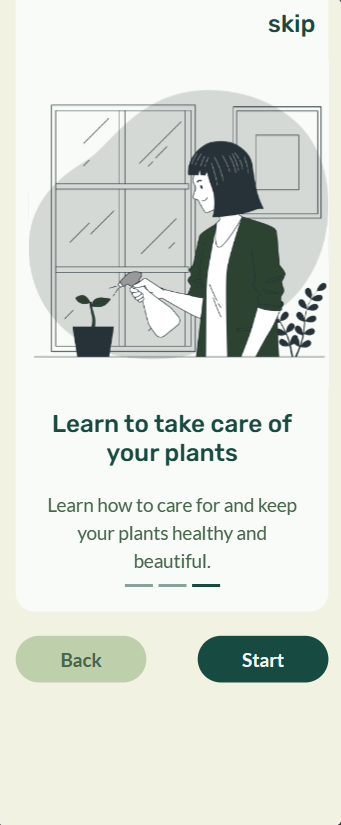 skip
Learn to take care of
your plants
Learn how to care for and keep
your plants healthy and
beautiful.
Back
Start